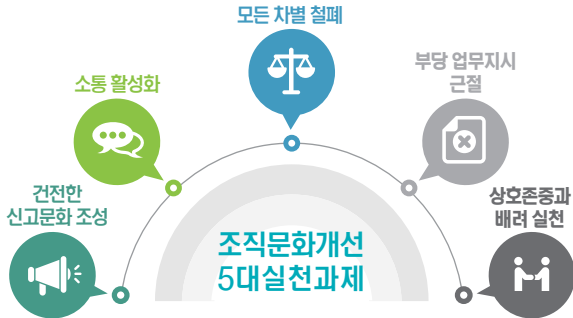 모든 차별 철폐
소통 활성화
부당 업무지시
근절
건전한
신고문화 조성
상호존중과
배려 실천
조직문화개선
5대실천과제